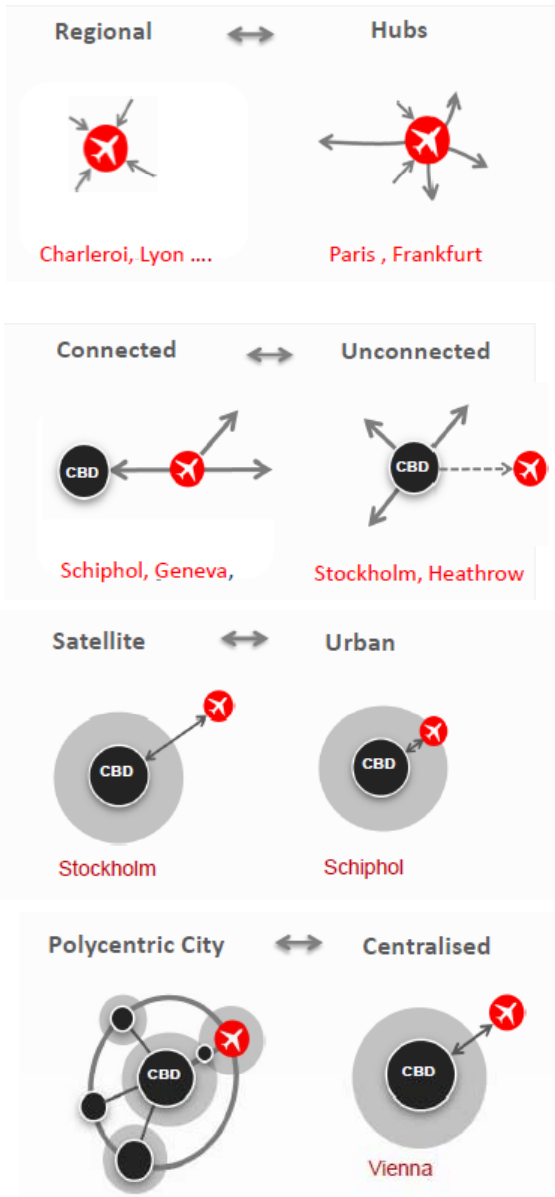 Regional Hubs
Charleroi, Lyon .... Paris , Frankfurt
Connected Unconnected
CBD CBD
Schiphol, Geneva, Stockholm, Heathrow
Satellite Urban
CBD CBD
Stockholm Schiphol
Polycentric City Centralised
CBD CBD
Vienna